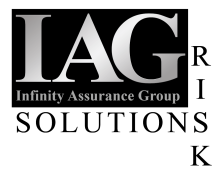 IAG
Infinity Assurance Group
SOLUTIONS
RISK